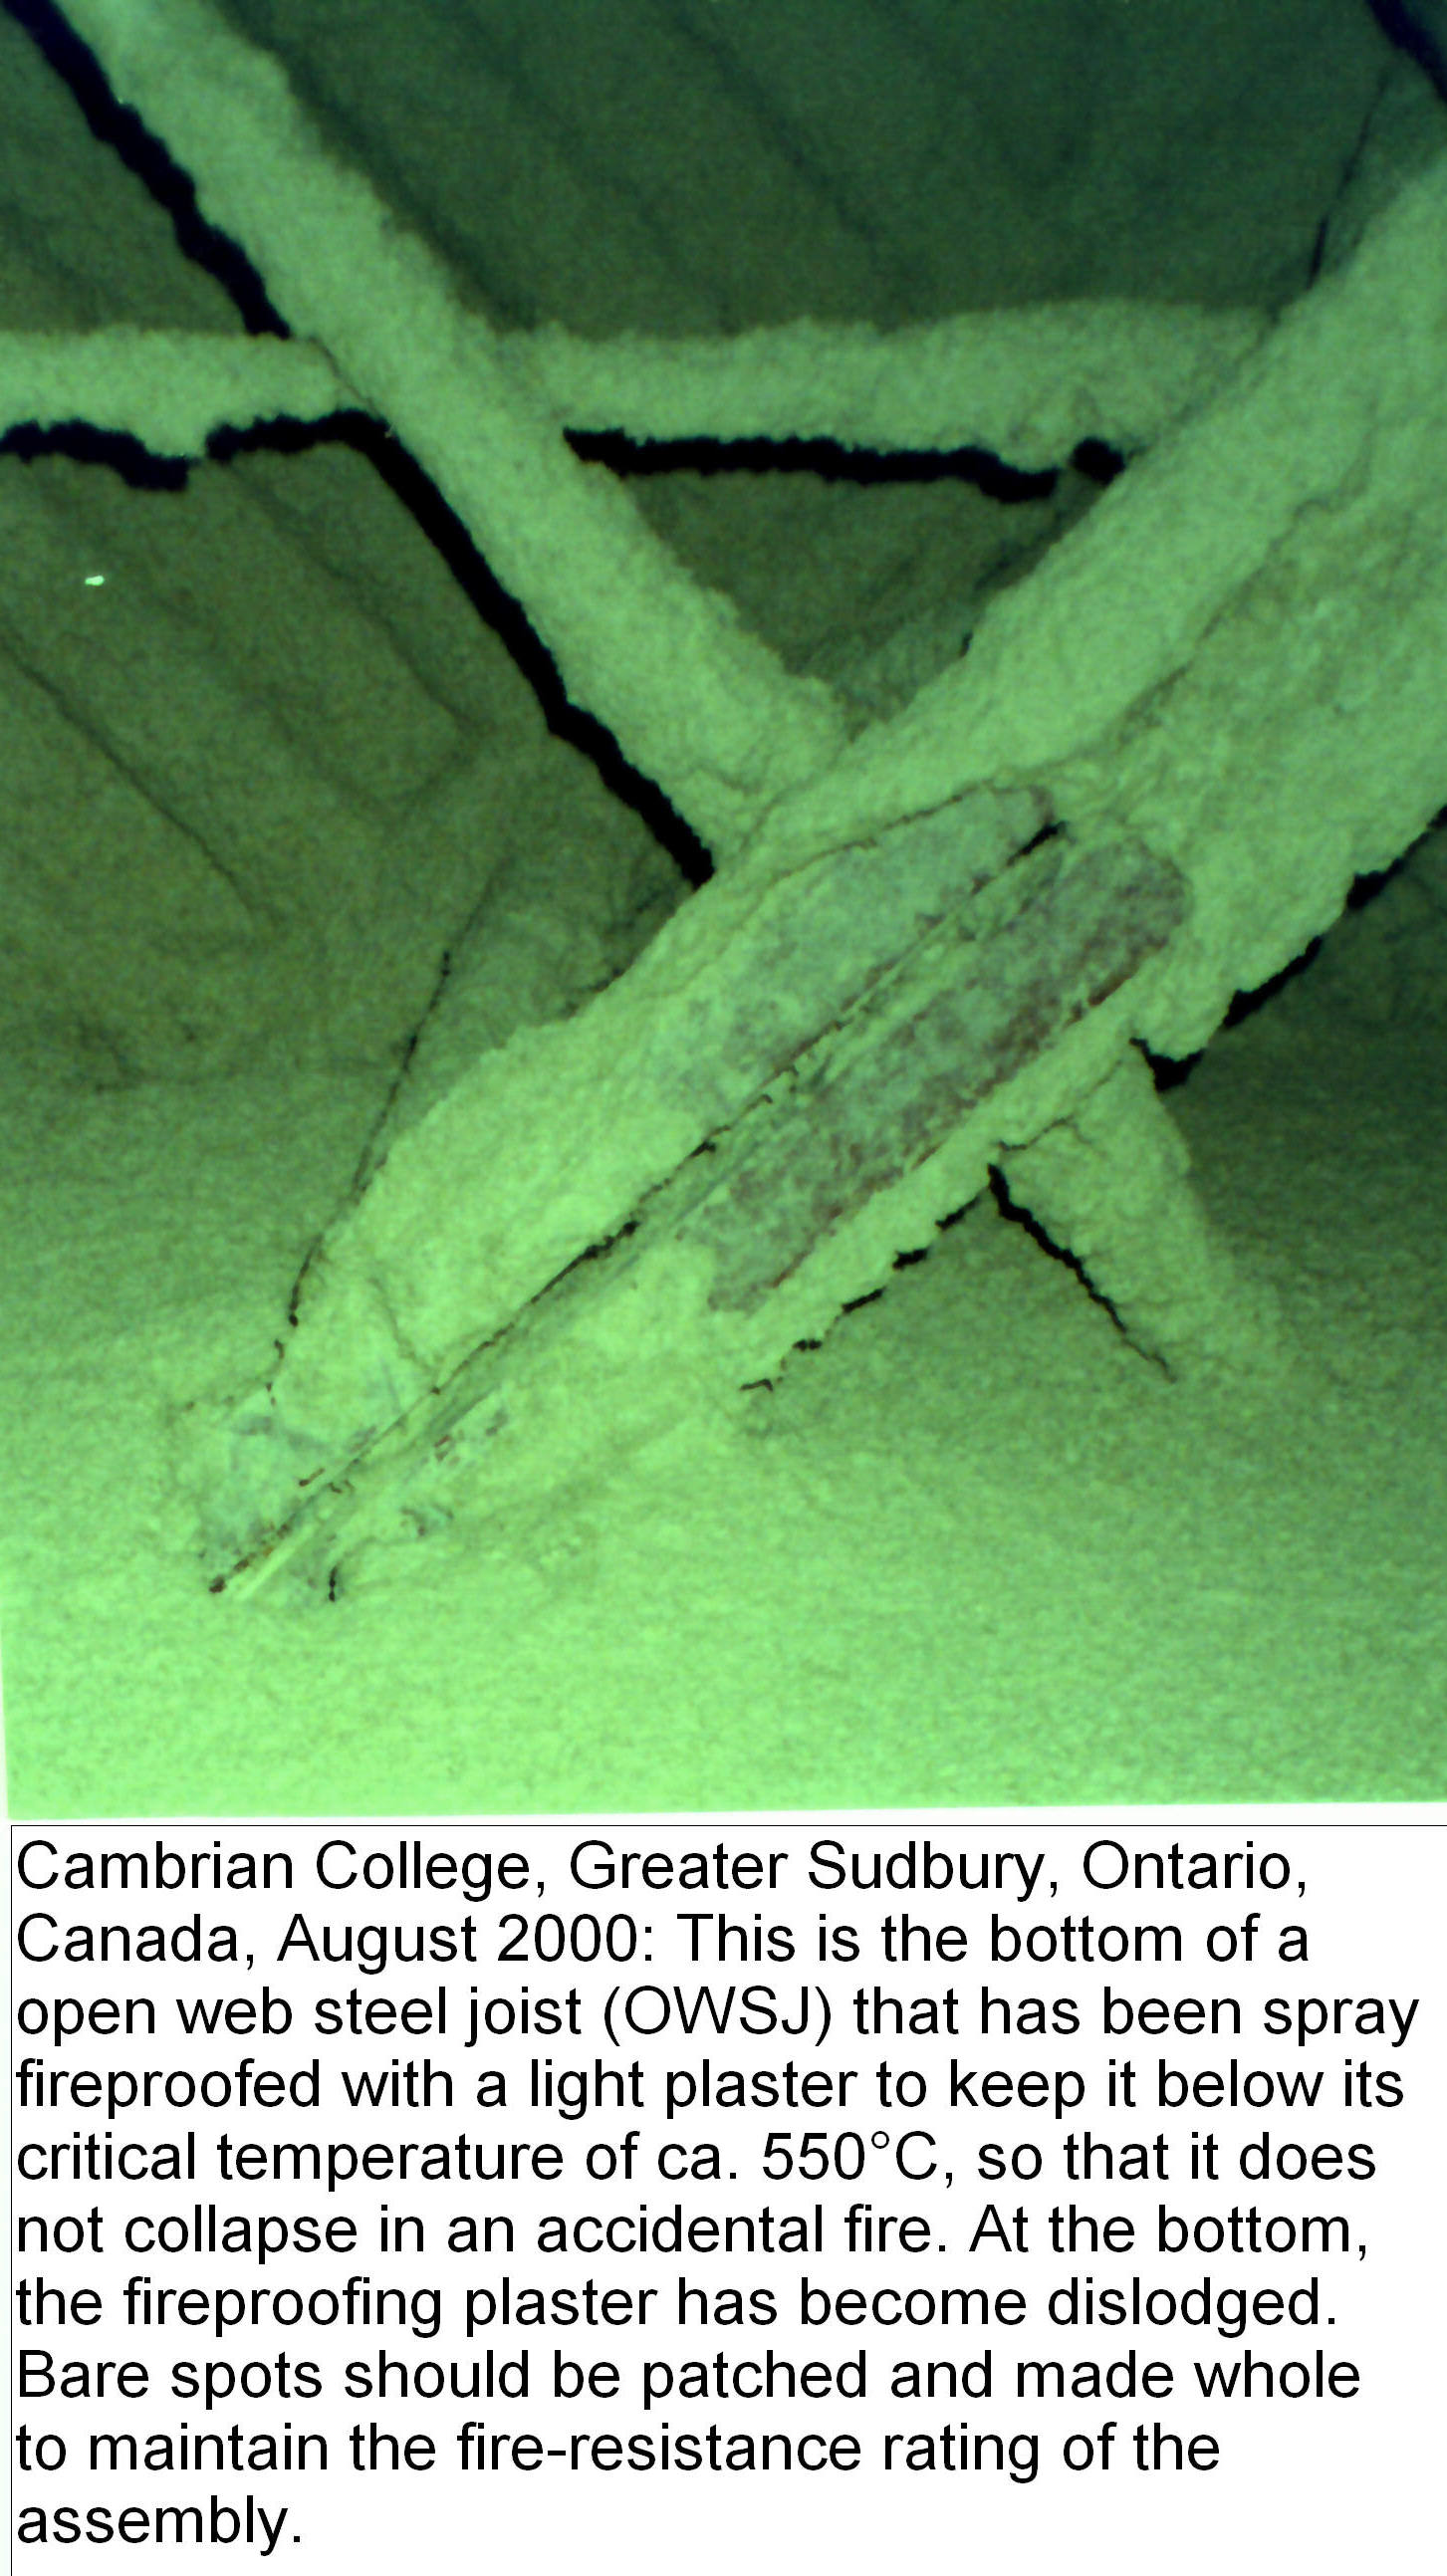 Cambrian College, Greater Sudbury, Ontario,
Canada, August 2000: This is the bottom of a
open web steel joist (OWSJ) that has been spray
fireproofed with a light plaster to keep it below its
critical temperature of ca. 550°C, so that it does
not collapse in an accidental fire. At the bottom,
the fireproofing plaster has become dislodged.
Bare spots should be patched and made whole
to maintain the fire-resistance rating of the
assembly.